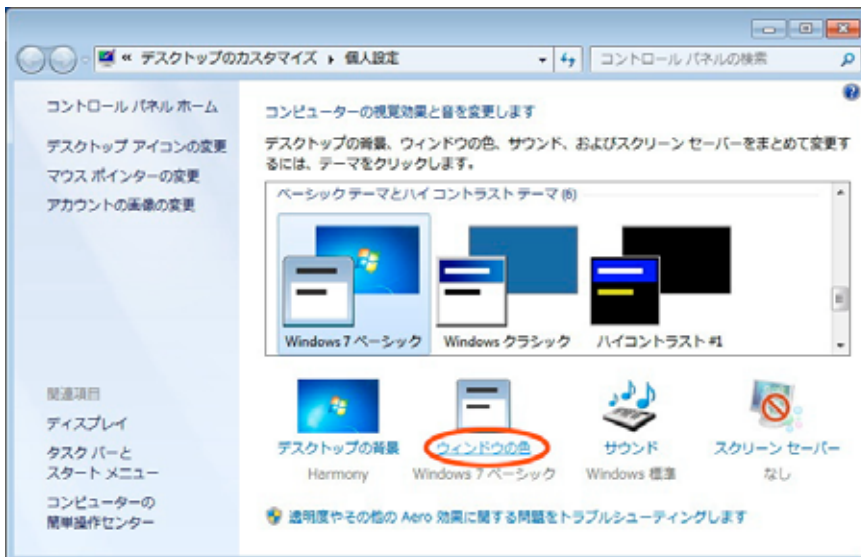 « デスクトップのカスタマイズ ▸ 個人設定
コントロール パネルの検索
コントロール パネル ホーム
デスクトップ アイコンの変更
マウス ポインターの変更
アカウントの画像の変更
コンピューターの視覚効果と音を変更します
デスクトップの背景、ウィンドウの色、サウンド、およびスクリーン セーバーをまとめて変更す
るには、テーマをクリックします。
ベーシック テーマとハイ コントラスト テーマ (6)
Windows 7 ベーシック
Windows クラシック
ハイコントラスト #1
関連項目
ディスプレイ
タスク バーと
スタート メニュー
コンピューターの
簡単操作センター
デスクトップの背景
Harmony
ウィンドウの色
Windows 7 ベーシック
サウンド
Windows 標準
スクリーン セーバー
なし
透明度やその他の Aero 効果に関する問題をトラブルシューティングします